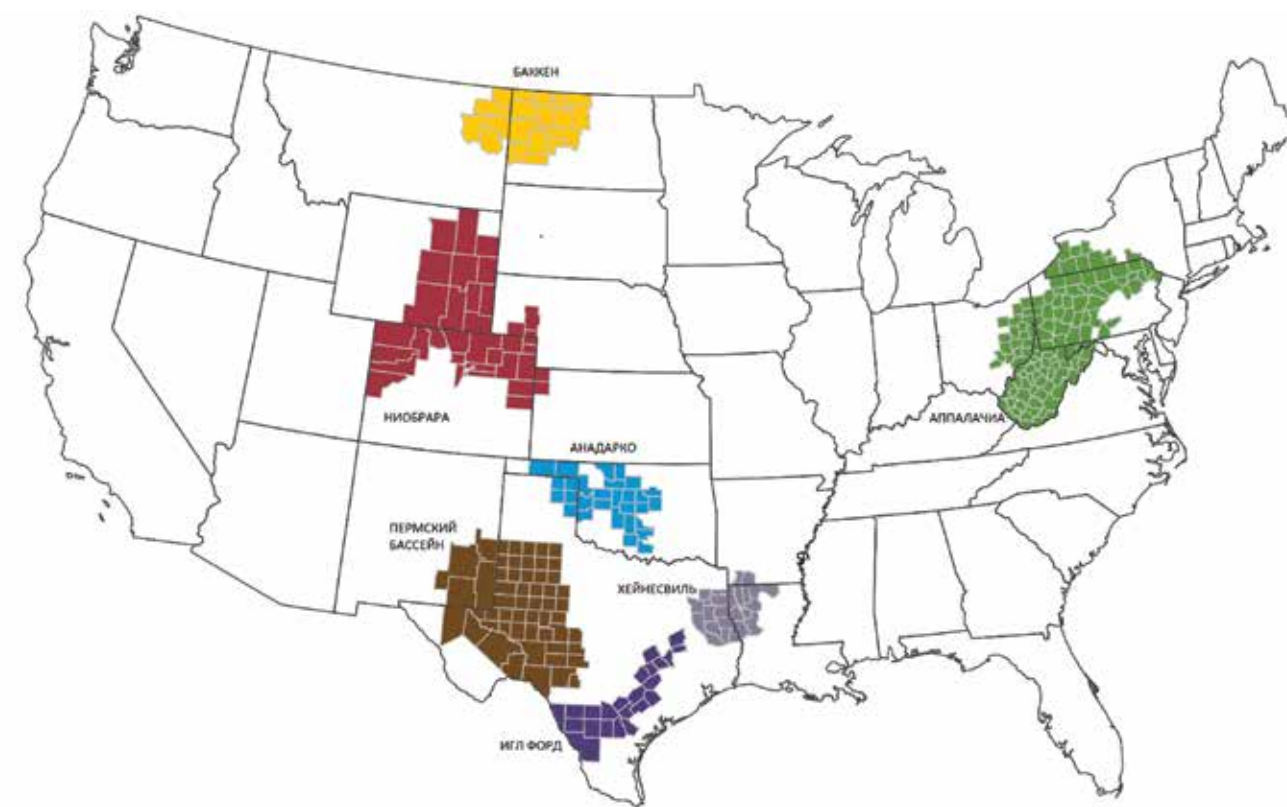 БАККЕН
НИОБРАРА
АППАЛАЧИА
АНАДАРКО
ПЕРМСКИЙ
БАССЕЙН
ХЕЙНЕСВИЛЬ
ИГЛ ФОРД